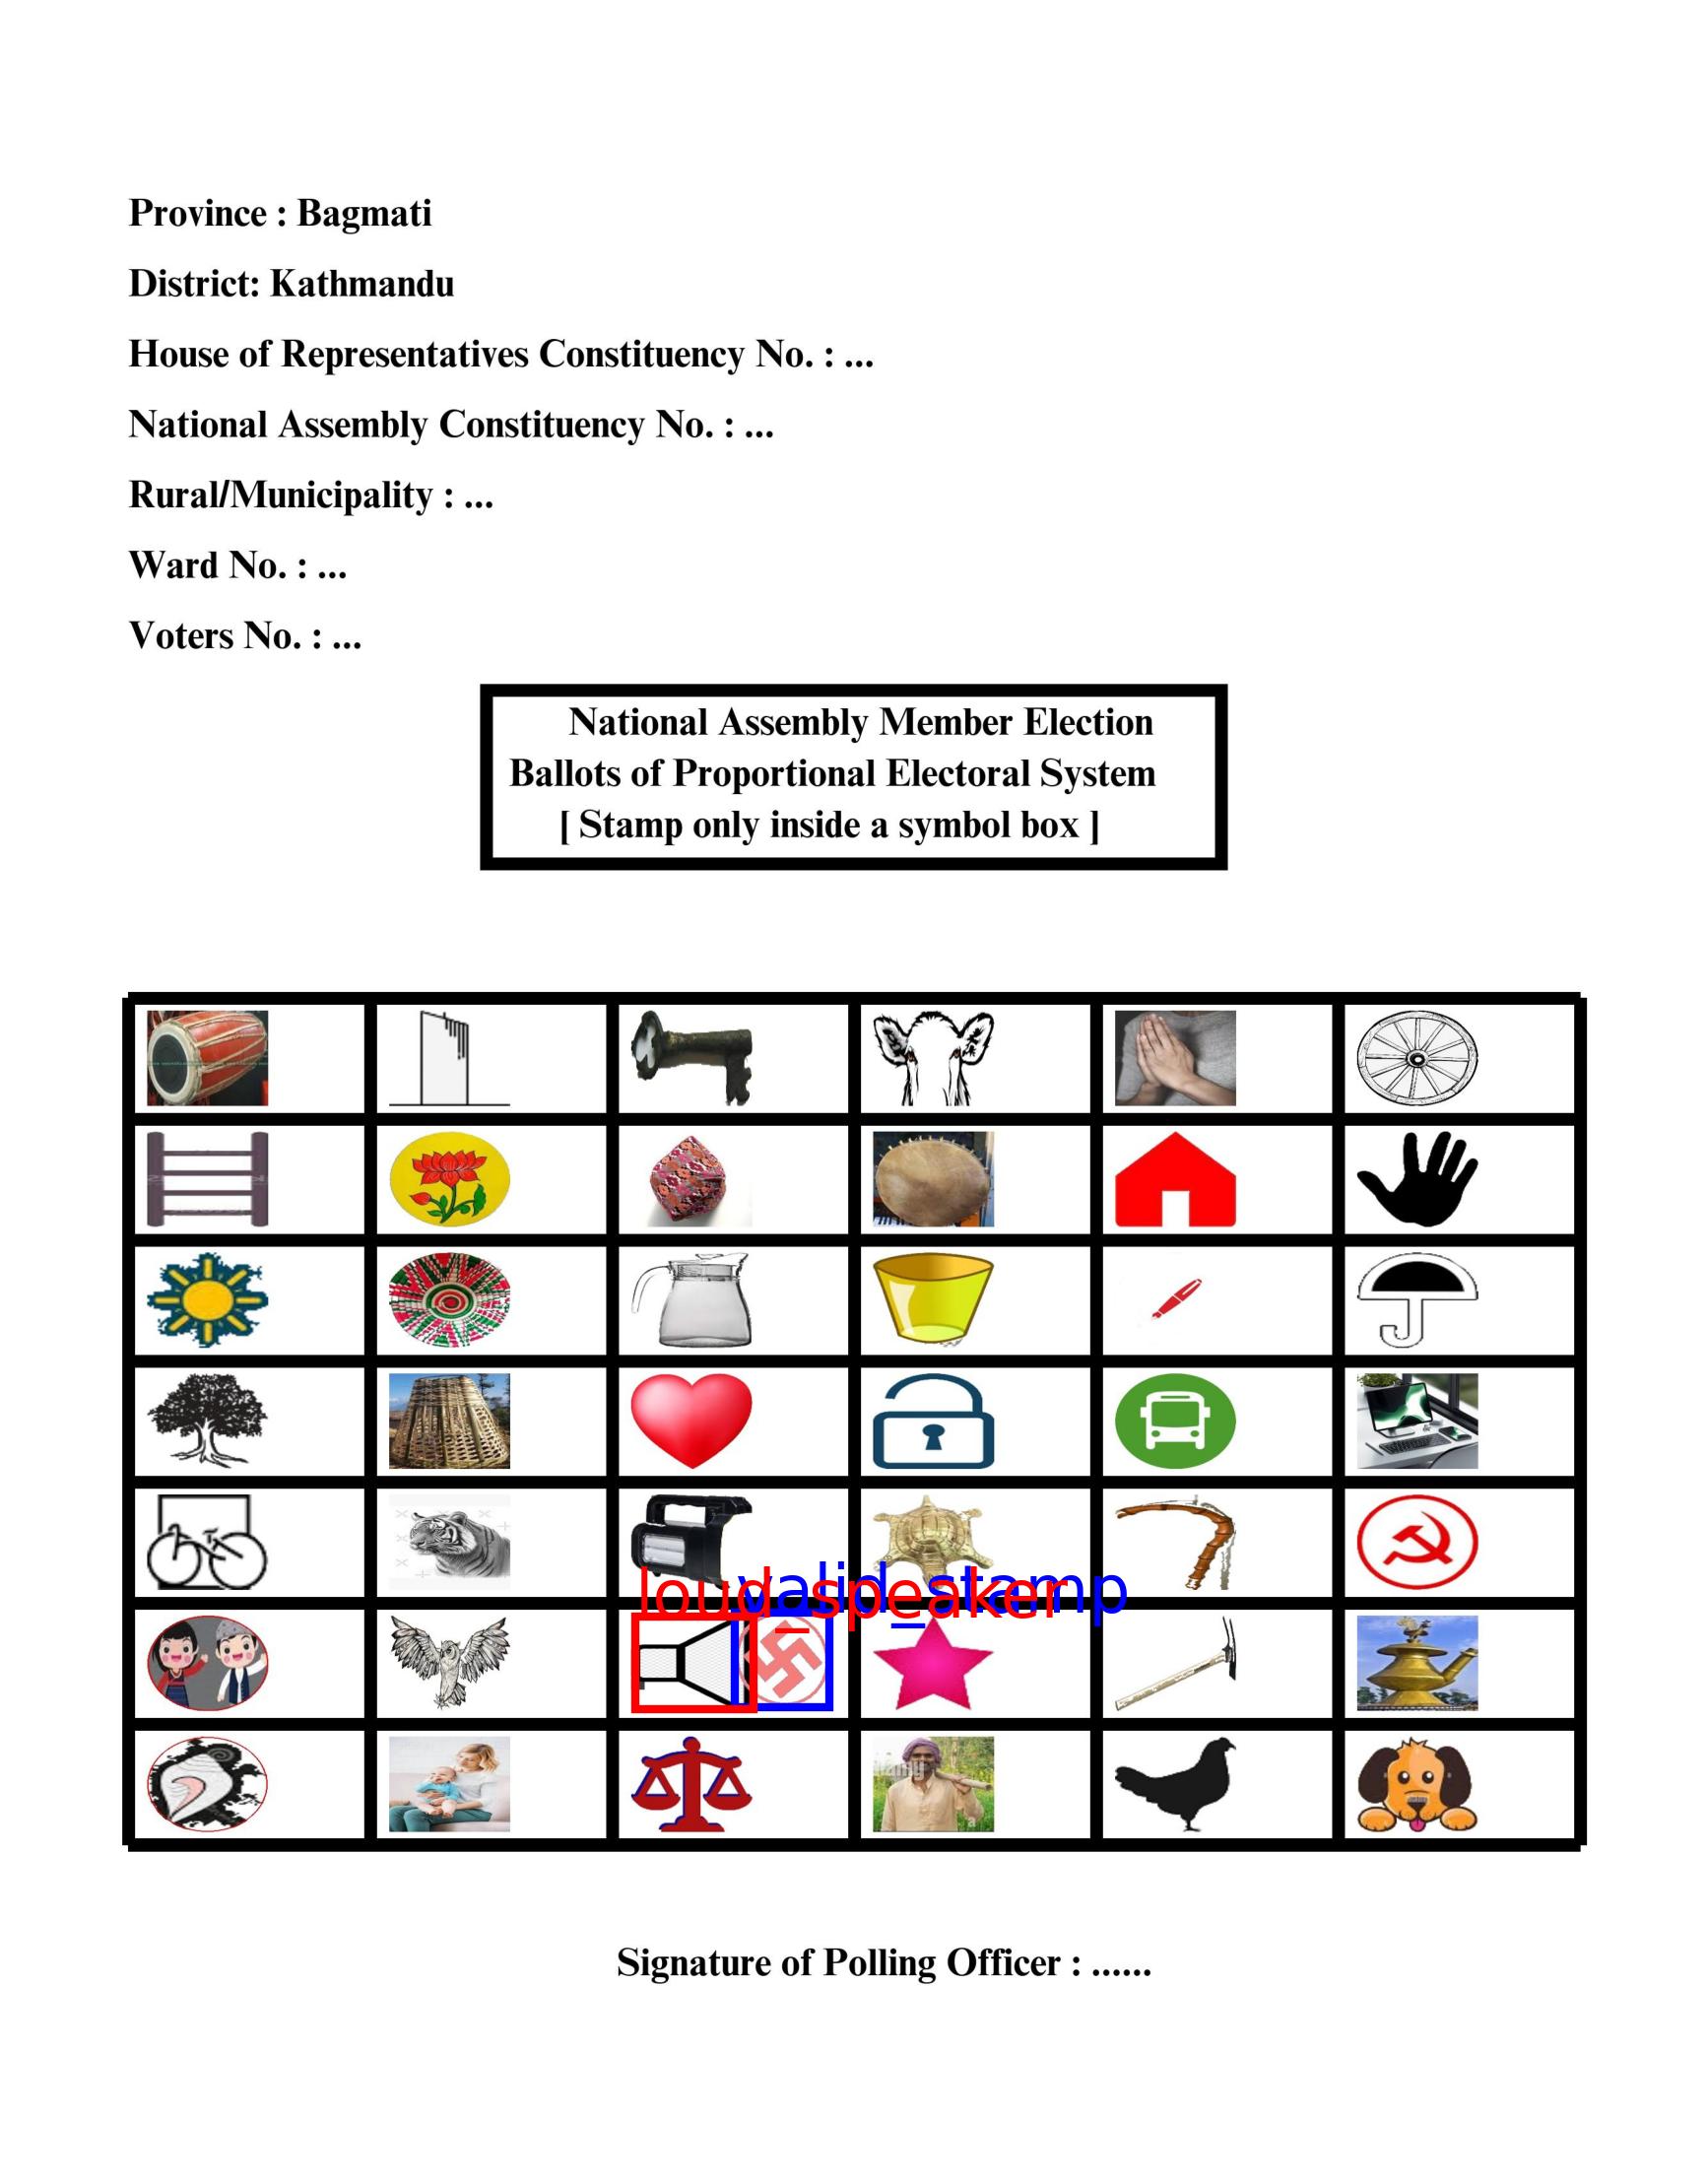 Province : Bagmati
District: Kathmandu
House of Representatives Constituency No. : ...
National Assembly Constituency No. : ...
Rural/Municipality : ...
Ward No. : ...
Voters No. : ...
National Assembly Member Election
Ballots of Proportional Electoral System
[ Stamp only inside a symbol box ]
valid_stamp
loud_speaker
Signature of Polling Officer : ......